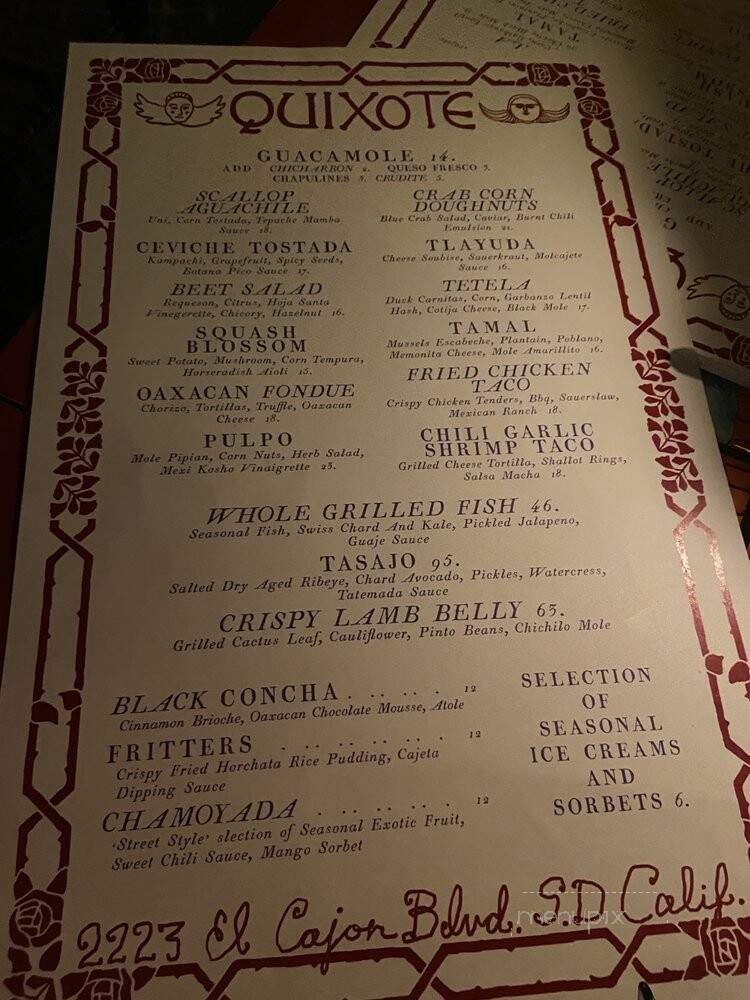 QUIXOTE
GUACAMOLE 14.
ADD CHICHARRON 2. QUESO FRESCO 5.
CHAPULINES 5. CRUDITE 5.
SCALLOP
AGUACHILE
Uni, Corn Tostada, Tepache Mamba
Sauce 18.
CEVICHE TOSTADA
Kampachi, Grapefruit, Spicy Seeds,
Botana Pico Sauce 17.
BEET SALAD
Requeson, Citrus, Hoja Santa
Vinegerette, Chicory, Hazelnut 16.
SQUASH
BLOSSOM
Sweet Potato, Mushroom, Corn Tempura,
Horseradish Aioli 15.
OAXACAN FONDUE
Chorizo, Tortillas, Truffle, Oaxacan
Cheese 18.
PULPO
Mole Pipian, Corn Nuts, Herb Salad,
Mexi Kosho Vinaigrette 23.
CRAB CORN
DOUGHNUTS
Blue Crab Salad, Caviar, Burnt Chili
Emulsion 21.
TLAYUDA
Cheese Soubise, Sauerkraut, Molcajete
Sauce 16.
TETELA
Duck Carnitas, Corn, Garbanzo Lentil
Hash, Cotija Cheese, Black Mole 17.
TAMAL
Mussels Escabeche, Plantain, Poblano,
Memonita Cheese, Mole Amarillito 16.
FRIED CHICKEN
TACO
Crispy Chicken Tenders, Bbq, Sauerslaw,
Mexican Ranch 18.
CHILI GARLIC
SHRIMP TACO
Grilled Cheese Tortilla, Shallot Rings,
Salsa Macha 18.
WHOLE GRILLED FISH 46.
Seasonal Fish, Swiss Chard And Kale, Pickled Jalapeno,
Guaje Sauce
TASAJO 95.
Salted Dry Aged Ribeye, Chard Avocado, Pickles, Watercress,
Tatemada Sauce
CRISPY LAMB BELLY 63.
Grilled Cactus Leaf, Cauliflower, Pinto Beans, Chichilo Mole
BLACK CONCHA . .. .. . 12
Cinnamon Brioche, Oaxacan Chocolate Mousse, Atole
FRITTERS . .. .. .. .. . 12
Crispy Fried Horchata Rice Pudding, Cajeta
Dipping Sauce
CHAMOYADA . .. .. .. . 12
'Street Style' slection of Seasonal Exotic Fruit,
Sweet Chili Sauce, Mango Sorbet
SELECTION
OF
SEASONAL
ICE CREAMS
AND
SORBETS 6.
2223 El Cajon Blvd. S.D. Calif.
menupix